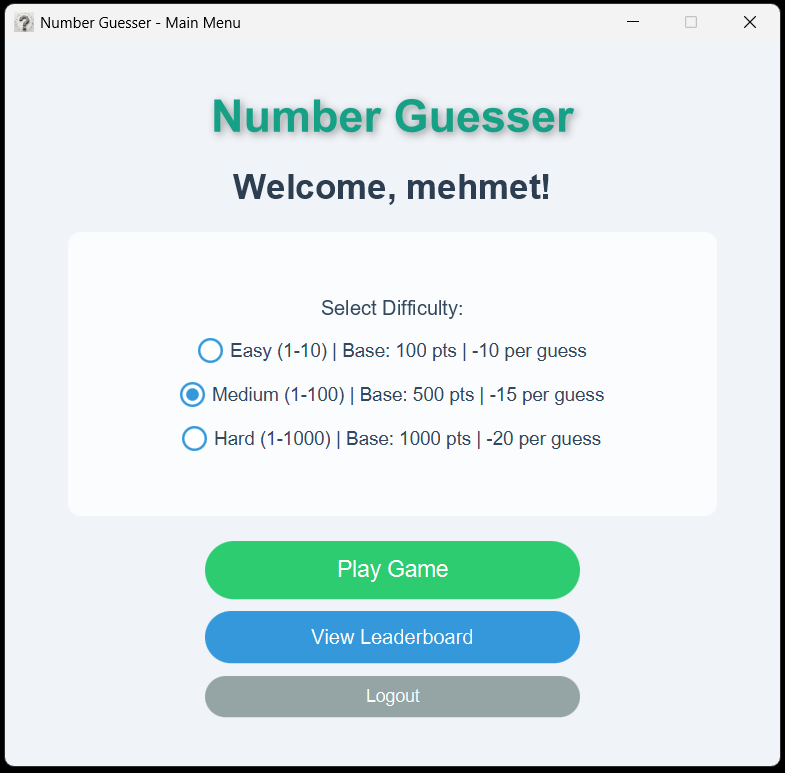 Number Guesser - Main Menu
Number Guesser
Welcome, mehmet!
Select Difficulty:
Easy (1-10) | Base: 100 pts | -10 per guess
Medium (1-100) | Base: 500 pts | -15 per guess
Hard (1-1000) | Base: 1000 pts | -20 per guess
Play Game
View Leaderboard
Logout